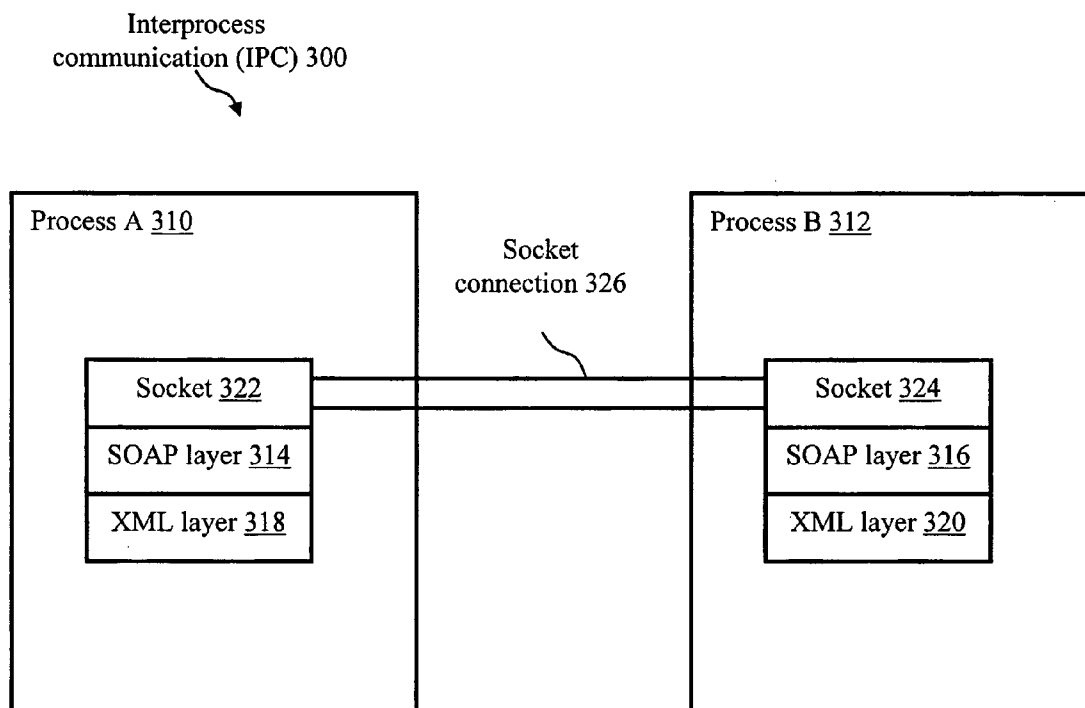 Interprocess
communication (IPC) 300
Process A 310
Process B 312
Socket
connection 326
Socket 322
Socket 324
SOAP layer 314
SOAP layer 316
XML layer 318
XML layer 320